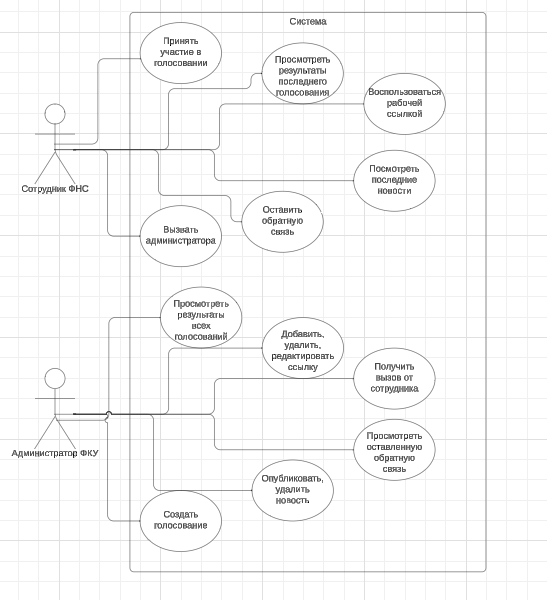 Система
Принять
участие в
голосовании
Просмотреть
результаты
последнего
голосования
Воспользоваться
рабочей
ссылкой
Сотрудник ФНС
Посмотреть
последние
новости
Оставить
обратную
связь
Вызвать
администратора
Просмотреть
результаты
всех
голосований
Добавить,
удалить,
редактировать
ссылку
Получить
вызов от
сотрудника
Администратор ФКУ
Просмотреть
оставленную
обратную
связь
Опубликовать,
удалить
новость
Создать
голосование